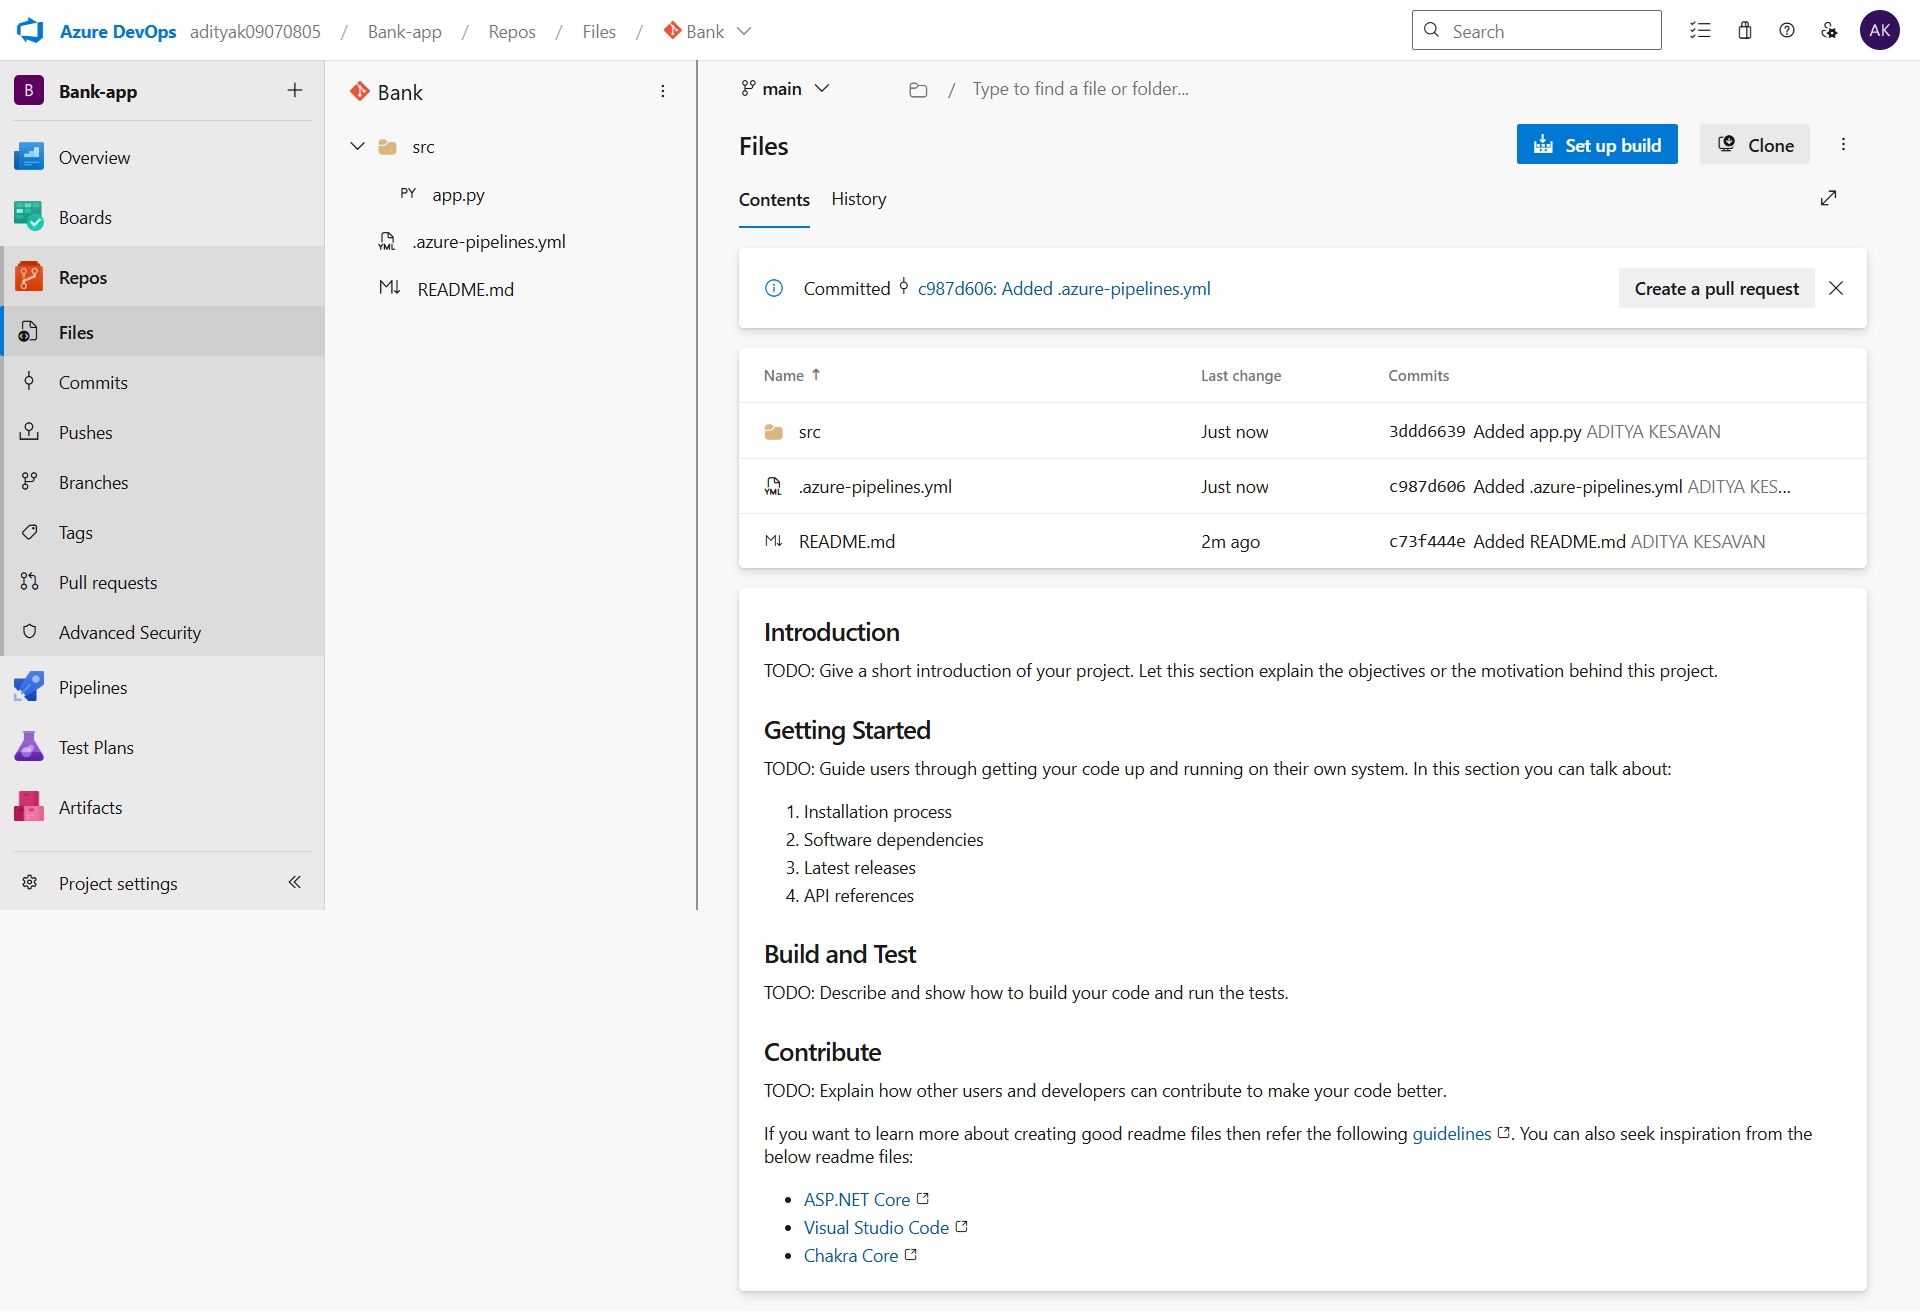 Azure DevOps adityak09070805 / Bank-app / Repos / Files / Bank
Search
AK
B Bank-app
Overview
Boards
Repos
Files
Commits
Pushes
Branches
Tags
Pull requests
Advanced Security
Pipelines
Test Plans
Artifacts
Project settings
Bank
src
PY app.py
YML .azure-pipelines.yml
M↓ README.md
main / Type to find a file or folder...
Files
Set up build
Clone
Contents History
Committed c987d606: Added .azure-pipelines.yml
Create a pull request
Name ↑ Last change Commits
src Just now 3ddd6639 Added app.py ADITYA KESAVAN
YML .azure-pipelines.yml Just now c987d606 Added .azure-pipelines.yml ADITYA KES...
M↓ README.md 2m ago c73f444e Added README.md ADITYA KESAVAN
Introduction
TODO: Give a short introduction of your project. Let this section explain the objectives or the motivation behind this project.
Getting Started
TODO: Guide users through getting your code up and running on their own system. In this section you can talk about:
1. Installation process
2. Software dependencies
3. Latest releases
4. API references
Build and Test
TODO: Describe and show how to build your code and run the tests.
Contribute
TODO: Explain how other users and developers can contribute to make your code better.
If you want to learn more about creating good readme files then refer the following guidelines. You can also seek inspiration from the
below readme files:
• ASP.NET Core
• Visual Studio Code
• Chakra Core